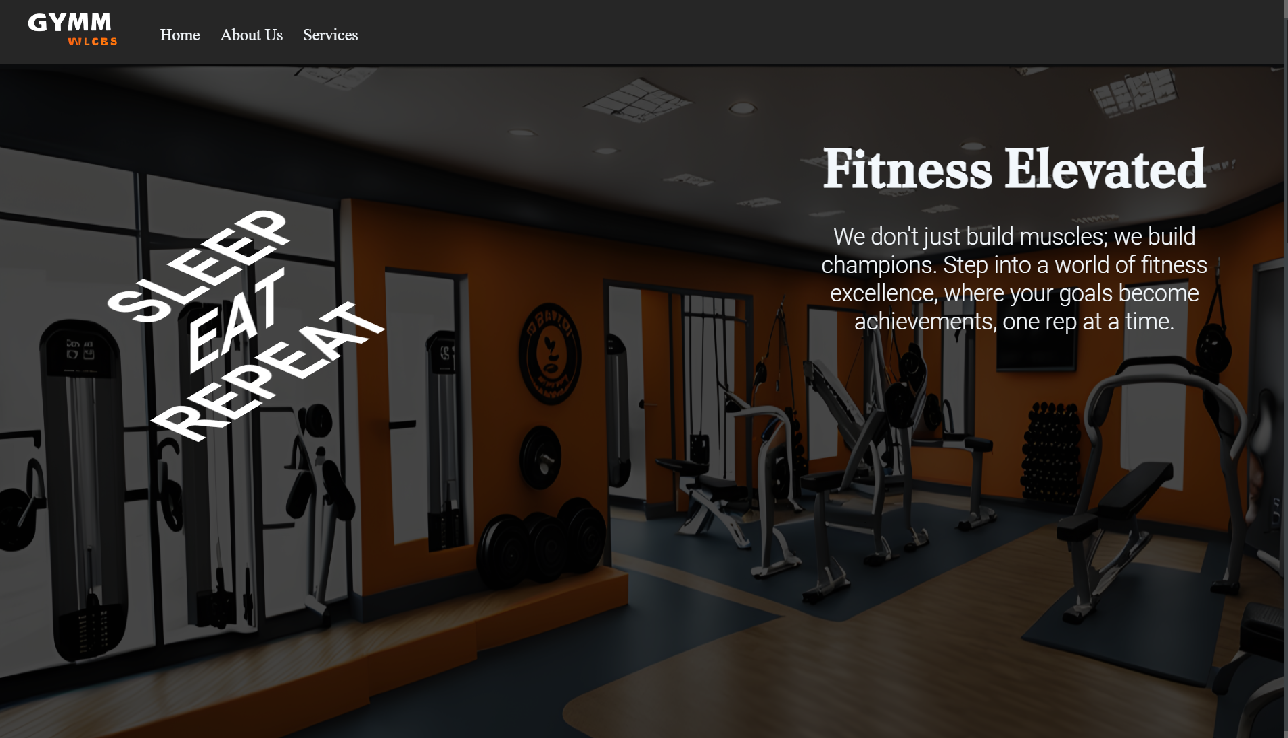 GYMM
WLCBS
Home About Us Services
Fitness Elevated
We don't just build muscles; we build
champions. Step into a world of fitness
excellence, where your goals become
achievements, one rep at a time.
SLEEP
EAT
REPEAT